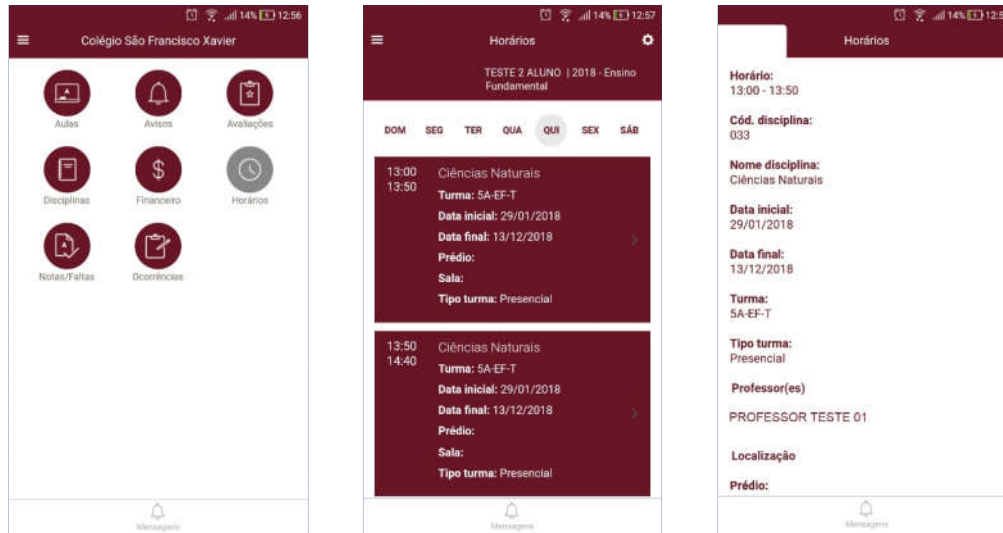 14% 12:56
Colégio São Francisco Xavier
Aulas
Avisos
Avaliações
Disciplinas
Financeiro
Horários
Notas/Faltas
Ocorrências
Mensagens
14% 12:57
Horários
TESTE 2 ALUNO | 2018 - Ensino
Fundamental
DOM SEG TER QUA QUI SEX SÁB
13:00
13:50
Ciências Naturais
Turma: 5A-EF-T
Data inicial: 29/01/2018
Data final: 13/12/2018
Prédio:
Sala:
Tipo turma: Presencial
13:50
14:40
Ciências Naturais
Turma: 5A-EF-T
Data inicial: 29/01/2018
Data final: 13/12/2018
Prédio:
Sala:
Tipo turma: Presencial
Mensagens
14%
Horários
Horário:
13:00 - 13:50
Cód. disciplina:
033
Nome disciplina:
Ciências Naturais
Data inicial:
29/01/2018
Data final:
13/12/2018
Turma:
5A-EF-T
Tipo turma:
Presencial
Professor(es)
PROFESSOR TESTE 01
Localização
Prédio:
Mensagens